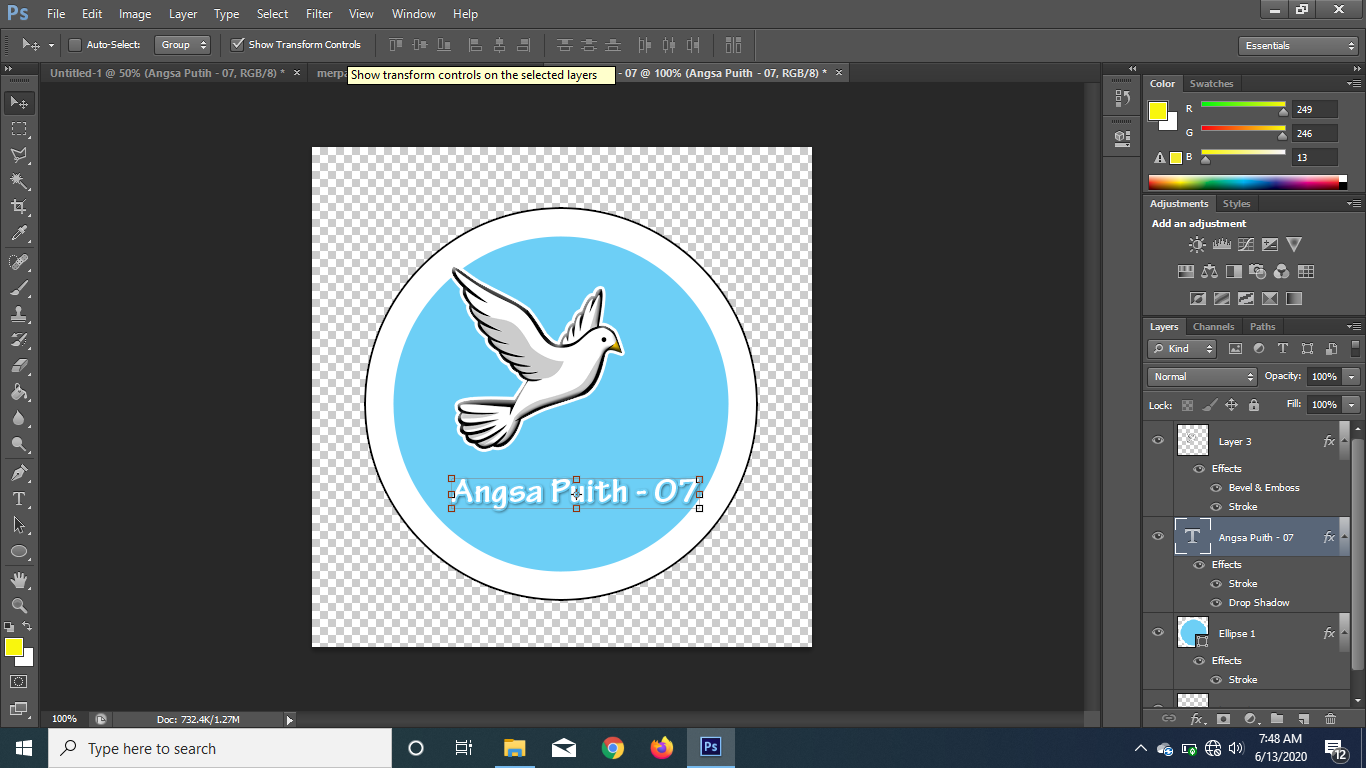 Ps File Edit Image Layer Type Select Filter View Window Help
Auto-Select: Group Show Transform Controls Essentials
Untitled-1 @ 50% (Angsa Putih - 07, RGB/8) * × merpa - 07 @ 100% (Angsa Puith - 07, RGB/8) * ×
Show transform controls on the selected layers
Angsa Puith - 07
Color Swatches
R 249
G 246
B 13
Adjustments Styles
Add an adjustment
Layers Channels Paths
Kind
Normal Opacity: 100%
Lock: Fill: 100%
Layer 3 fx
Effects
Bevel & Emboss
Stroke
T Angsa Puith - 07 fx
Effects
Stroke
Drop Shadow
Ellipse 1 fx
Effects
Stroke
fx
100% Doc: 732.4K/1.27M
Type here to search
Ps
7:48 AM
6/13/2020
12